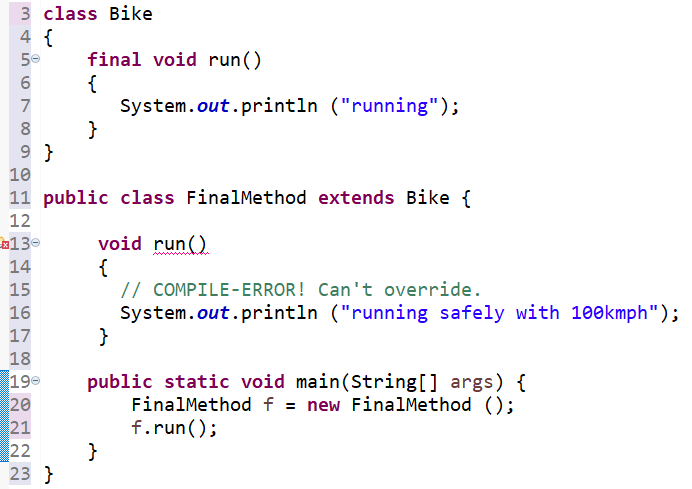 3 class Bike
4 {
5 final void run()
6 {
7 System.out.println ("running");
8 }
9 }
10
11 public class FinalMethod extends Bike {
12
13 void run()
14 {
15 // COMPILE-ERROR! Can't override.
16 System.out.println ("running safely with 100kmph");
17 }
18
19 public static void main(String[] args) {
20 FinalMethod f = new FinalMethod ();
21 f.run();
22 }
23 }